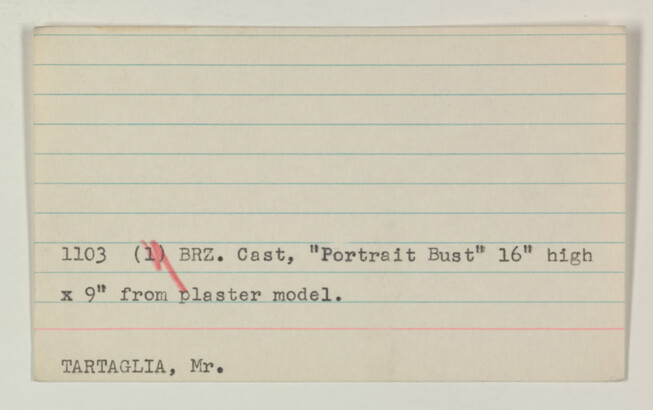 1103 (1) BRZ. Cast, "Portrait Bust" 16" high
x 9" from plaster model.
TARTAGLIA, Mr.